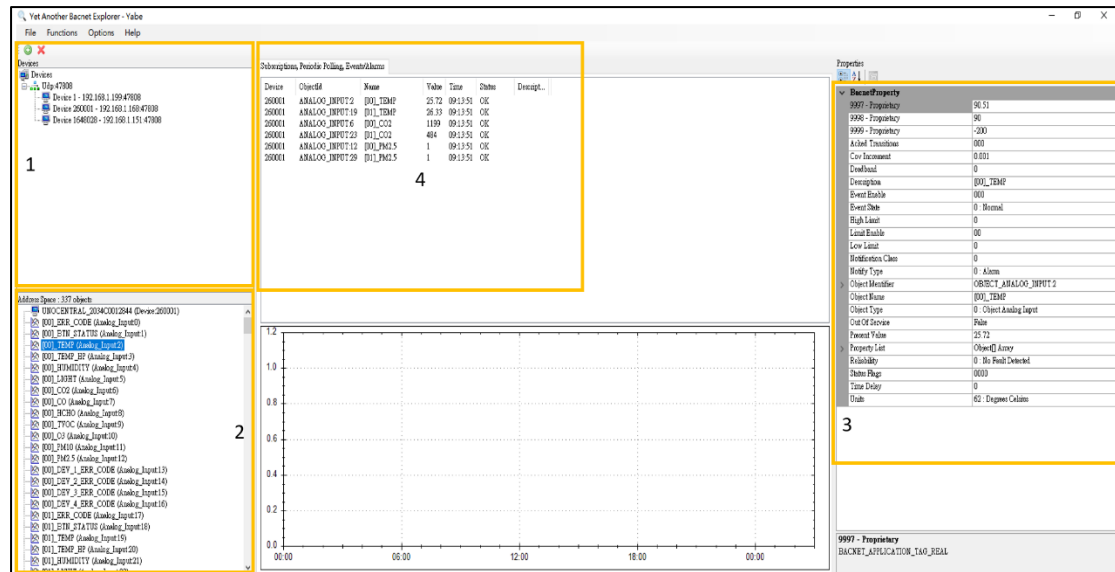 Yet Another Bacnet Explorer - Yabe
File Functions Options Help
Devices
Devices
Udp:47808
Device 1 - 192.168.1.199:47808
Device 260001 - 192.168.1.168:47808
Device 1648028 - 192.168.1.151:47808
1
Address Space : 337 objects
UNOCENTRAL_2034C0012844 (Device:260001)
[00]_ERR_CODE (Analog_Input:0)
[00]_BTN_STATUS (Analog_Input:1)
[00]_TEMP (Analog_Input:2)
[00]_TEMP_HP (Analog_Input:3)
[00]_HUMIDITY (Analog_Input:4)
[00]_LIGHT (Analog_Input:5)
[00]_CO2 (Analog_Input:6)
[00]_CO (Analog_Input:7)
[00]_HCHO (Analog_Input:8)
[00]_TVOC (Analog_Input:9)
[00]_O3 (Analog_Input:10)
[00]_PM10 (Analog_Input:11)
[00]_PM2.5 (Analog_Input:12)
[00]_DEV_1_ERR_CODE (Analog_Input:13)
[00]_DEV_2_ERR_CODE (Analog_Input:14)
[00]_DEV_3_ERR_CODE (Analog_Input:15)
[00]_DEV_4_ERR_CODE (Analog_Input:16)
[01]_ERR_CODE (Analog_Input:17)
[01]_BTN_STATUS (Analog_Input:18)
[01]_TEMP (Analog_Input:19)
[01]_TEMP_HP (Analog_Input:20)
[01]_HUMIDITY (Analog_Input:21)
2
Subscriptions, Periodic Polling, Events/Alarms
Device ObjectId Name Value Time Status Descript...
260001 ANALOG_INPUT:2 [00]_TEMP 25.72 09:13:51 OK
260001 ANALOG_INPUT:19 [01]_TEMP 26.33 09:13:51 OK
260001 ANALOG_INPUT:6 [00]_CO2 1199 09:13:51 OK
260001 ANALOG_INPUT:23 [01]_CO2 484 09:13:51 OK
260001 ANALOG_INPUT:12 [00]_PM2.5 1 09:13:51 OK
260001 ANALOG_INPUT:29 [01]_PM2.5 1 09:13:51 OK
4
1.2
1.0
0.8
0.6
0.4
0.2
0.0
00:00 06:00 12:00 18:00 00:00
Properties
BacnetProperty
9997 - Proprietary 90.51
9998 - Proprietary 90
9999 - Proprietary -200
Acked Transitions 000
Cov Increment 0.001
Deadband 0
Description [00]_TEMP
Event Enable 000
Event State 0 : Normal
High Limit 0
Limit Enable 00
Low Limit 0
Notification Class 0
Notify Type 0 : Alarm
Object Identifier OBJECT_ANALOG_INPUT:2
Object Name [00]_TEMP
Object Type 0 : Object Analog Input
Out Of Service False
Present Value 25.72
Property List Object[] Array
Reliability 0 : No Fault Detected
Status Flags 0000
Time Delay 0
Units 62 : Degrees Celsius
3
9997 - Proprietary
BACNET_APPLICATION_TAG_REAL